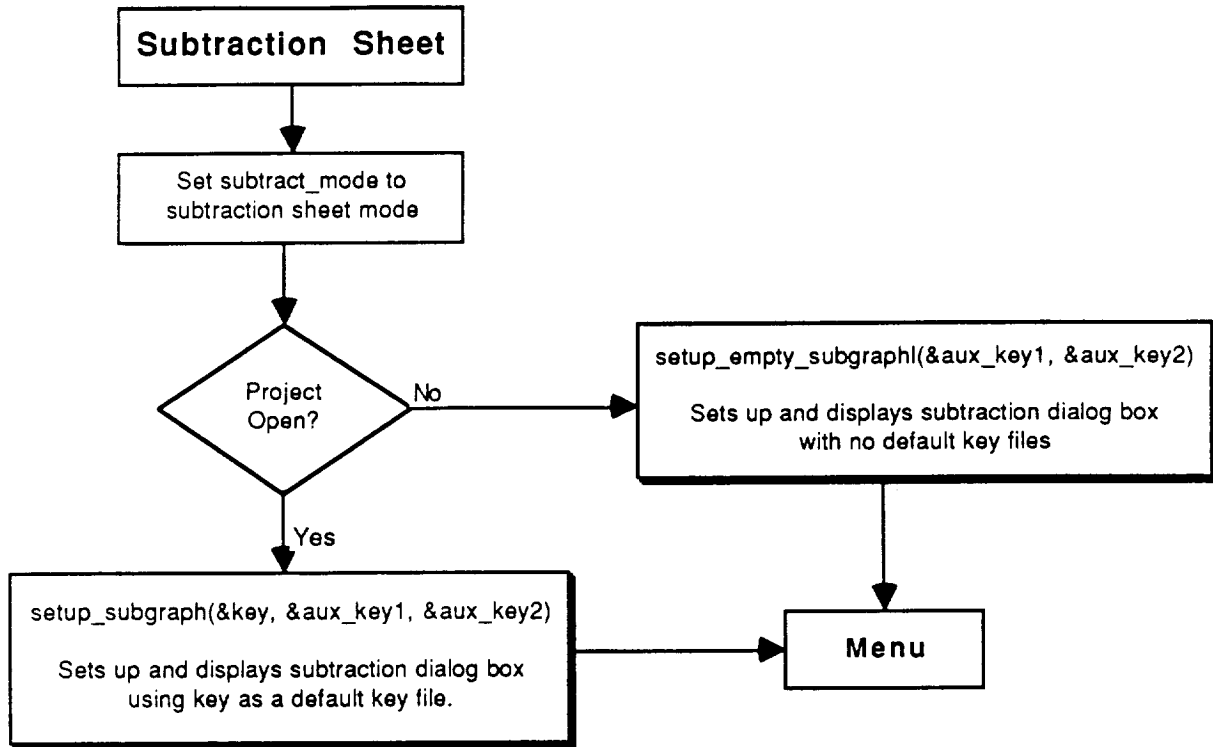 Subtraction Sheet
Set subtract_mode to
subtraction sheet mode
Project
Open?
No
setup_empty_subgraphl(&aux_key1, &aux_key2)
Sets up and displays subtraction dialog box
with no default key files
Yes
setup_subgraph(&key, &aux_key1, &aux_key2)
Sets up and displays subtraction dialog box
using key as a default key file.
Menu